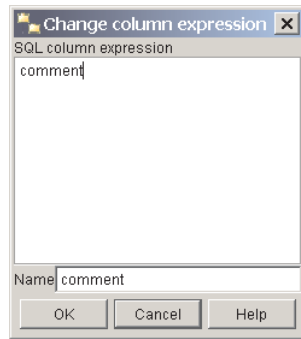 Change column expression
SQL column expression
comment
Name comment
OK Cancel Help